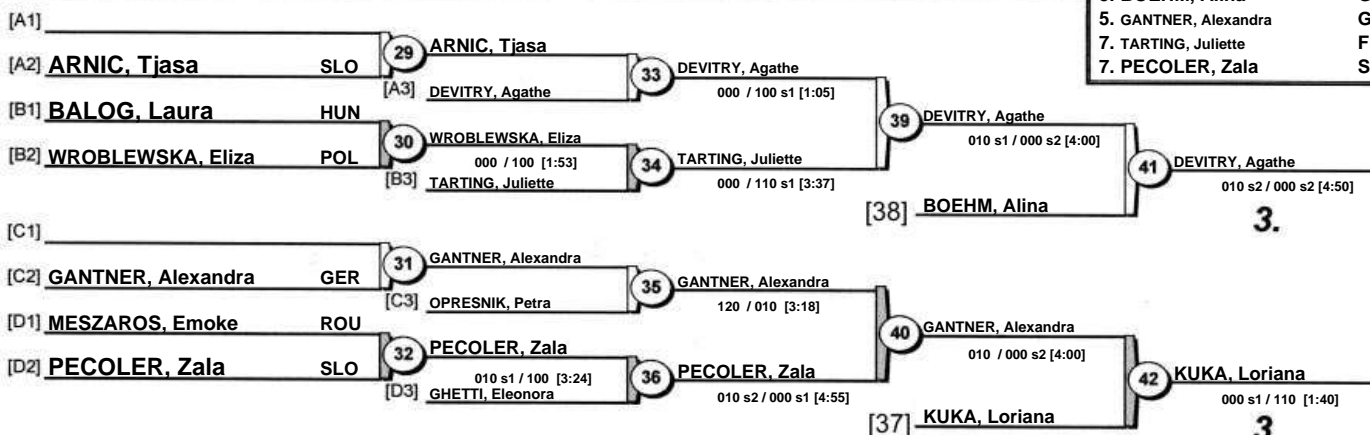 5. GANTNER, Alexandra G
7. TARTING, Juliette F
7. PECOLER, Zala S
[A1]
[A2] ARNIC, Tjasa SLO
29 ARNIC, Tjasa
[A3] DEVITRY, Agathe
33 DEVITRY, Agathe
000 / 100 s1 [1:05]
[B1] BALOG, Laura HUN
[B2] WROBLEWSKA, Eliza POL
30 WROBLEWSKA, Eliza
000 / 100 [1:53]
[B3] TARTING, Juliette
34 TARTING, Juliette
000 / 110 s1 [3:37]
39 DEVITRY, Agathe
010 s1 / 000 s2 [4:00]
[38] BOEHM, Alina
41 DEVITRY, Agathe
010 s2 / 000 s2 [4:50]
3.
[C1]
[C2] GANTNER, Alexandra GER
31 GANTNER, Alexandra
[C3] OPRESNIK, Petra
35 GANTNER, Alexandra
120 / 010 [3:18]
[D1] MESZAROS, Emoke ROU
[D2] PECOLER, Zala SLO
32 PECOLER, Zala
010 s1 / 100 [3:24]
[D3] GHETTI, Eleonora
36 PECOLER, Zala
010 s2 / 000 s1 [4:55]
40 GANTNER, Alexandra
010 / 000 s2 [4:00]
[37] KUKA, Loriana
42 KUKA, Loriana
000 s1 / 110 [1:40]
3